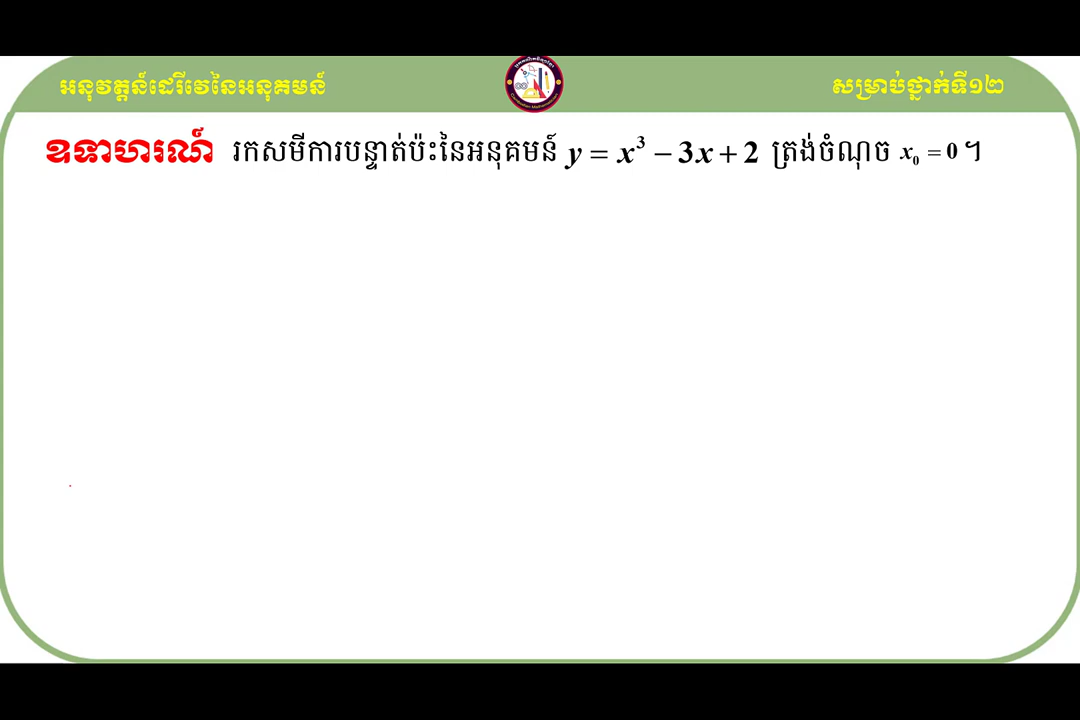 អនុវត្តន៍ដេរីវេនៃអនុគមន៍
សម្រាប់ថ្នាក់ទី១២
ឧទាហរណ៍ រកសមីការបន្ទាត់ប៉ះនៃអនុគមន៍ y = x³ − 3x + 2 ត្រង់ចំណុច x₀ = 0 ។